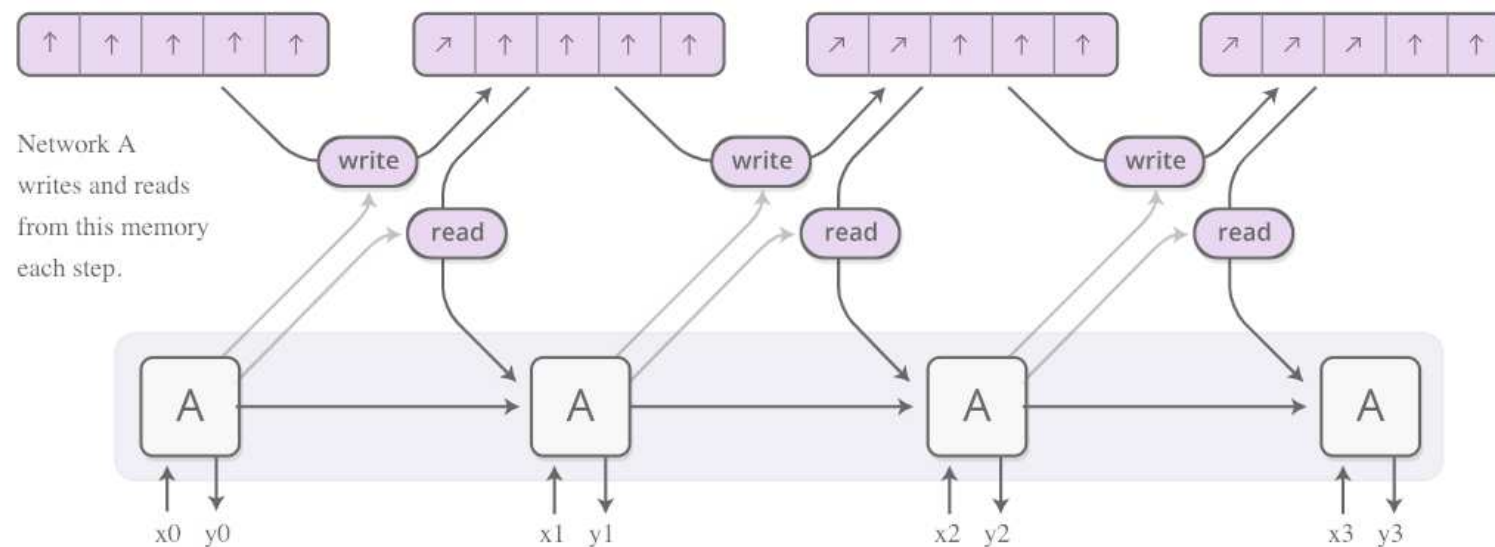 Network A
writes and reads
from this memory
each step.
write
write
write
read
read
read
A
A
A
A
x0 y0
x1 y1
x2 y2
x3 y3